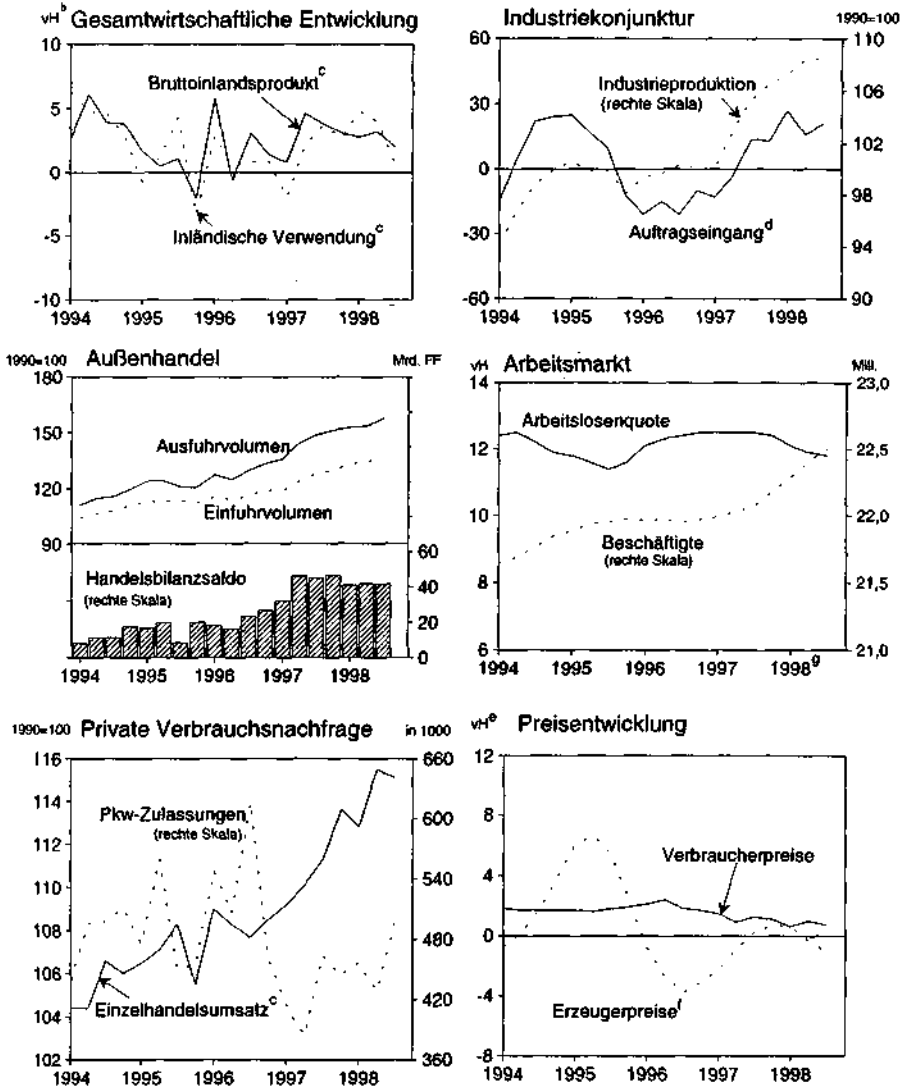 vH^b Gesamtwirtschaftliche Entwicklung
10
5
0
-5
-10
Bruttoinlandsprodukt^c
Inländische Verwendung^c
1994 1995 1996 1997 1998
Industriekonjunktur 1990=100
60
30
0
-30
-60
110
106
102
98
94
90
Industrieproduktion
(rechte Skala)
Auftragseingang^d
1994 1995 1996 1997 1998
1990=100 Außenhandel Mrd. FF
180
150
120
90
Ausfuhrvolumen
Einfuhrvolumen
Handelsbilanzsaldo
(rechte Skala)
60
40
20
0
1994 1995 1996 1997 1998
vH Arbeitsmarkt Mill.
14
12
10
8
6
23,0
22,5
22,0
21,5
21,0
Arbeitslosenquote
Beschäftigte
(rechte Skala)
1994 1995 1996 1997 1998^g
1990=100 Private Verbrauchsnachfrage in 1000
116
114
112
110
108
106
104
102
660
600
540
480
420
360
Pkw-Zulassungen
(rechte Skala)
Einzelhandelsumsatz^c
1994 1995 1996 1997 1998
vH^e Preisentwicklung
12
8
4
0
-4
-8
Verbraucherpreise
Erzeugerpreise^f
1994 1995 1996 1997 1998